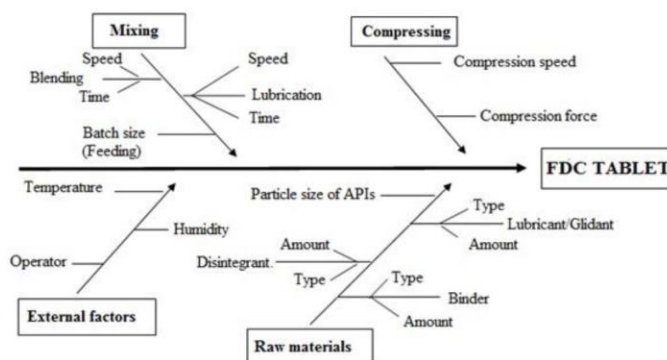 Mixing
Compressing
Speed
Speed
Blending
Compression speed
Lubrication
Time
Time
Batch size
(Feeding)
Compression force
FDC TABLET
Temperature
Particle size of APIs
Type
Lubricant/Glidant
Humidity
Amount
Amount
Operator
Disintegrant.
Type
Type
Binder
External factors
Amount
Raw materials